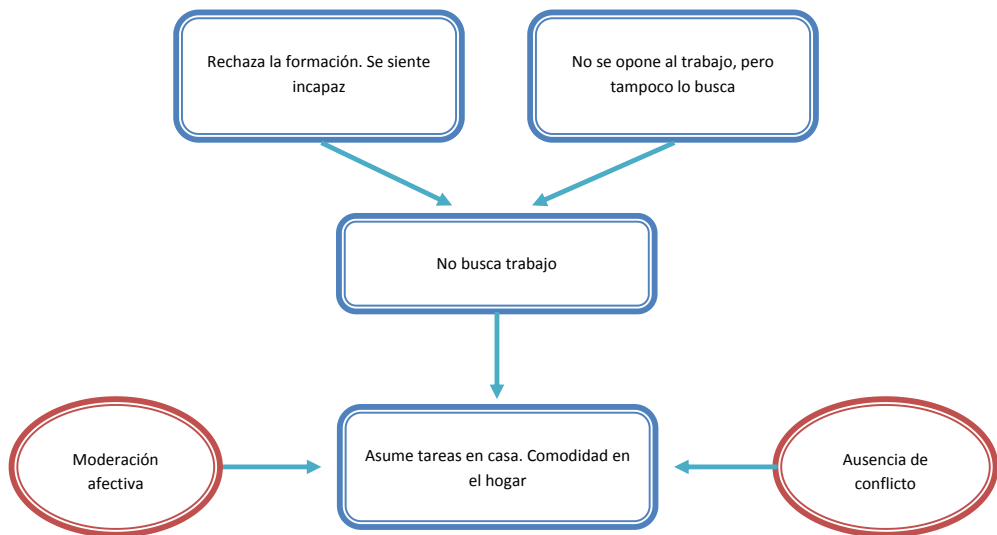 Rechaza la formación. Se siente
incapaz
No se opone al trabajo, pero
tampoco lo busca
No busca trabajo
Moderación
afectiva
Asume tareas en casa. Comodidad en
el hogar
Ausencia de
conflicto